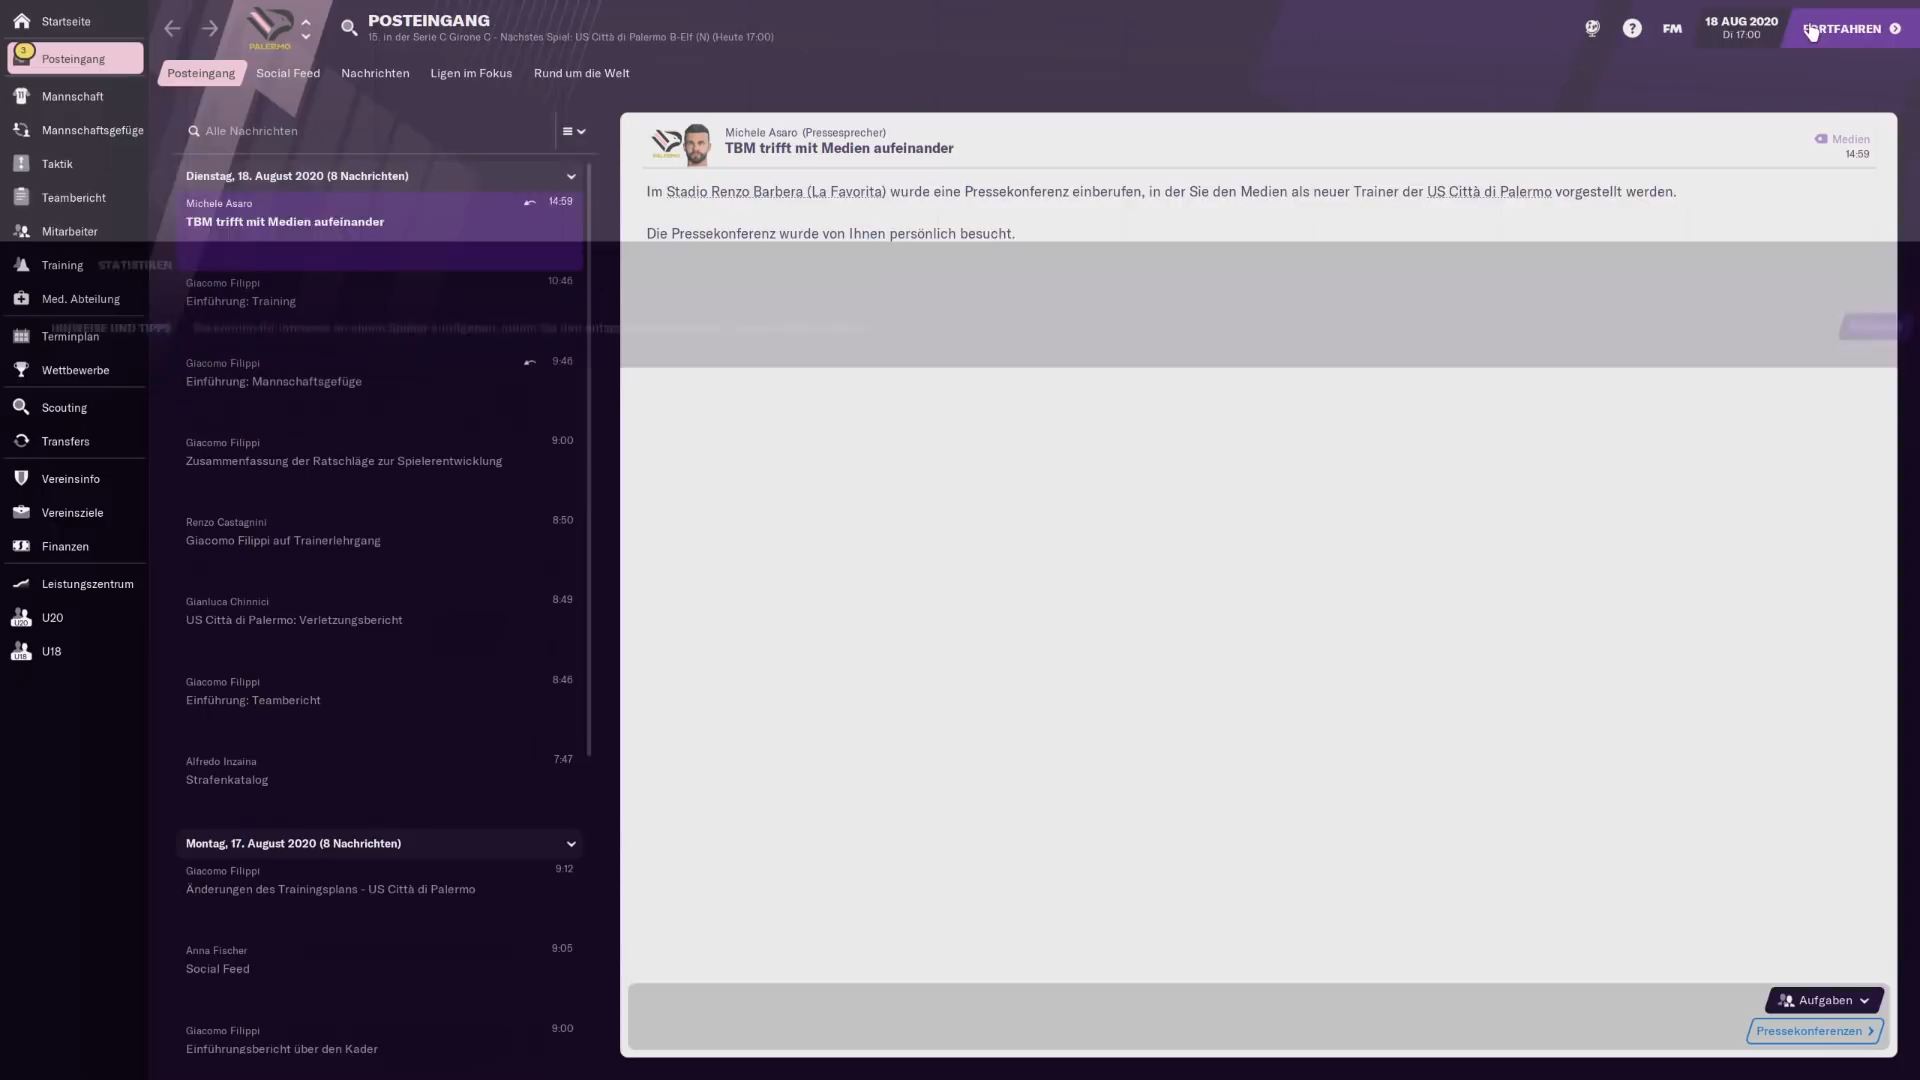 Startseite
3
Posteingang
Mannschaft
Mannschaftsgefüge
Taktik
Teambericht
Mitarbeiter
Training
STATISTIKEN
Med. Abteilung
HINWEISE UND TIPPS
Terminplan
Wettbewerbe
Scouting
Transfers
Vereinsinfo
Vereinsziele
Finanzen
Leistungszentrum
U20
U20
U18
U18
PALERMO
POSTEINGANG
15. in der Serie C Girone C - Nächstes Spiel: US Città di Palermo B-Elf (N) (Heute 17:00)
FM
18 AUG 2020
Di 17:00
FORTFAHREN
Posteingang
Social Feed
Nachrichten
Ligen im Fokus
Rund um die Welt
Alle Nachrichten
Dienstag, 18. August 2020 (8 Nachrichten)
Michele Asaro
14:59
TBM trifft mit Medien aufeinander
Giacomo Filippi
10:46
Einführung: Training
Giacomo Filippi
9:46
Einführung: Mannschaftsgefüge
Giacomo Filippi
9:00
Zusammenfassung der Ratschläge zur Spielerentwicklung
Renzo Castagnini
8:50
Giacomo Filippi auf Trainerlehrgang
Gianluca Chinnici
8:49
US Città di Palermo: Verletzungsbericht
Giacomo Filippi
8:46
Einführung: Teambericht
Alfredo Inzaina
7:47
Strafenkatalog
Montag, 17. August 2020 (8 Nachrichten)
Giacomo Filippi
9:12
Änderungen des Trainingsplans - US Città di Palermo
Anna Fischer
9:05
Social Feed
Giacomo Filippi
9:00
Einführungsbericht über den Kader
Michele Asaro (Pressesprecher)
TBM trifft mit Medien aufeinander
Medien
14:59
Im Stadio Renzo Barbera (La Favorita) wurde eine Pressekonferenz einberufen, in der Sie den Medien als neuer Trainer der US Città di Palermo vorgestellt werden.
Die Pressekonferenz wurde von Ihnen persönlich besucht.
Aufgaben
Pressekonferenzen